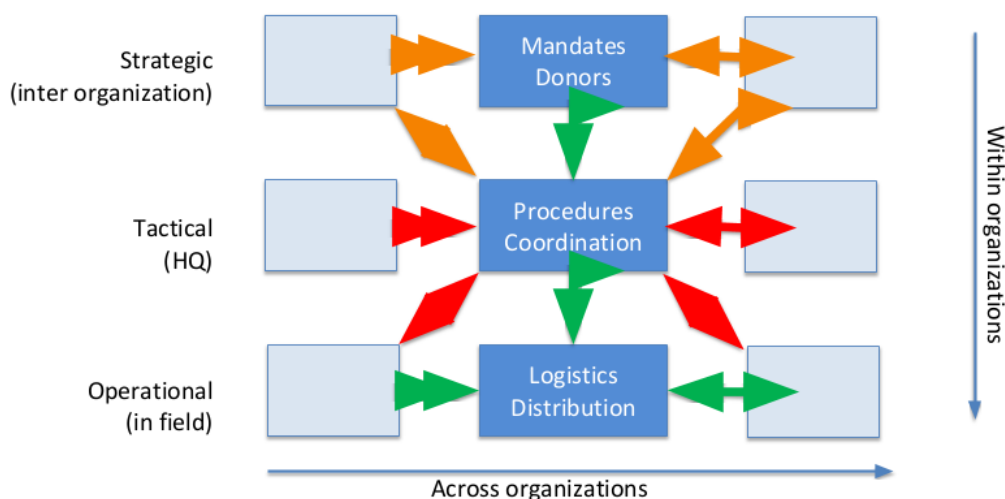 Strategic
(inter organization)
Mandates
Donors
Tactical
(HQ)
Procedures
Coordination
Operational
(in field)
Logistics
Distribution
Within organizations
Across organizations